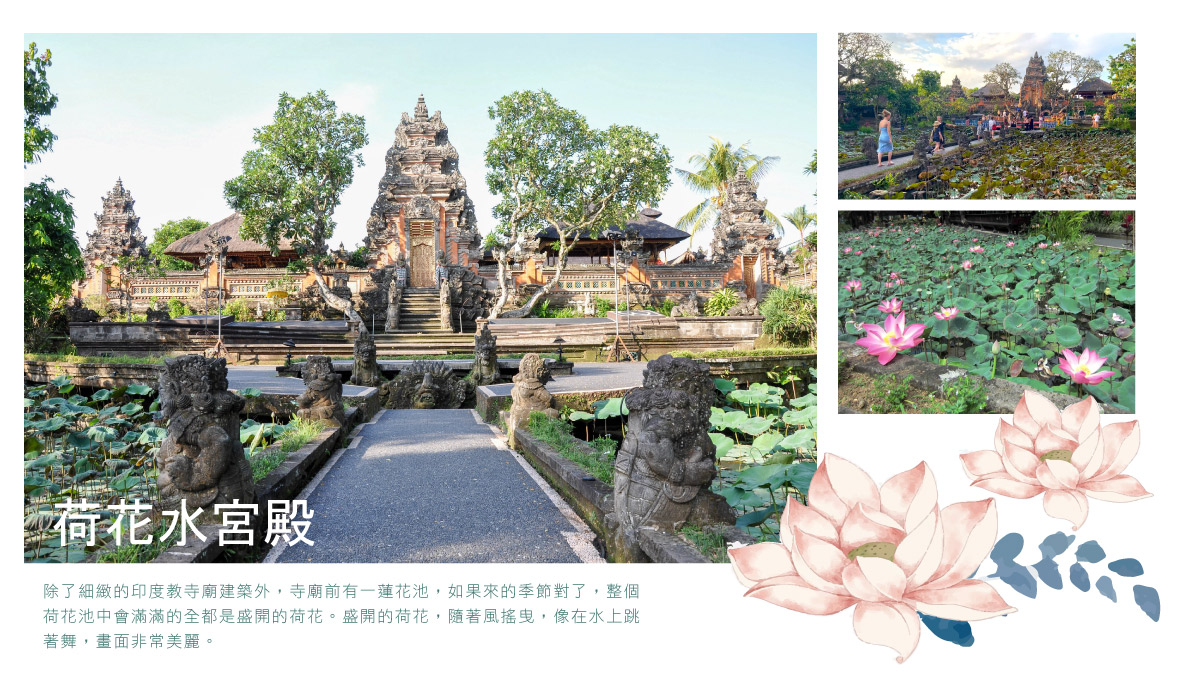 荷花水宮殿
除了細緻的印度教寺廟建築外，寺廟前有一蓮花池，如果來的季節對了，整個
荷花池中會滿滿的全都是盛開的荷花。盛開的荷花，隨著風搖曳，像在水上跳
著舞，畫面非常美麗。